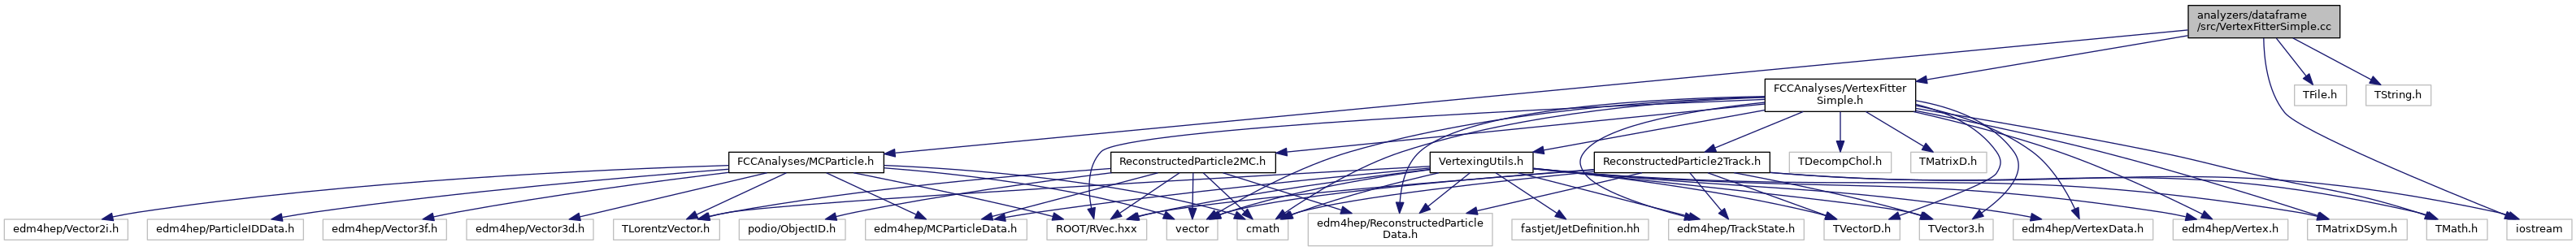 analyzers/dataframe
/src/VertexFitterSimple.cc
FCCAnalyses/VertexFitter
Simple.h
TFile.h
TString.h
FCCAnalyses/MCParticle.h
ReconstructedParticle2MC.h
VertexingUtils.h
ReconstructedParticle2Track.h
TDecompChol.h
TMatrixD.h
edm4hep/Vector2i.h
edm4hep/ParticleIDData.h
edm4hep/Vector3f.h
edm4hep/Vector3d.h
TLorentzVector.h
podio/ObjectID.h
edm4hep/MCParticleData.h
ROOT/RVec.hxx
vector
cmath
edm4hep/ReconstructedParticle
Data.h
fastjet/JetDefinition.hh
edm4hep/TrackState.h
TVectorD.h
TVector3.h
edm4hep/VertexData.h
edm4hep/Vertex.h
TMatrixDSym.h
TMath.h
iostream